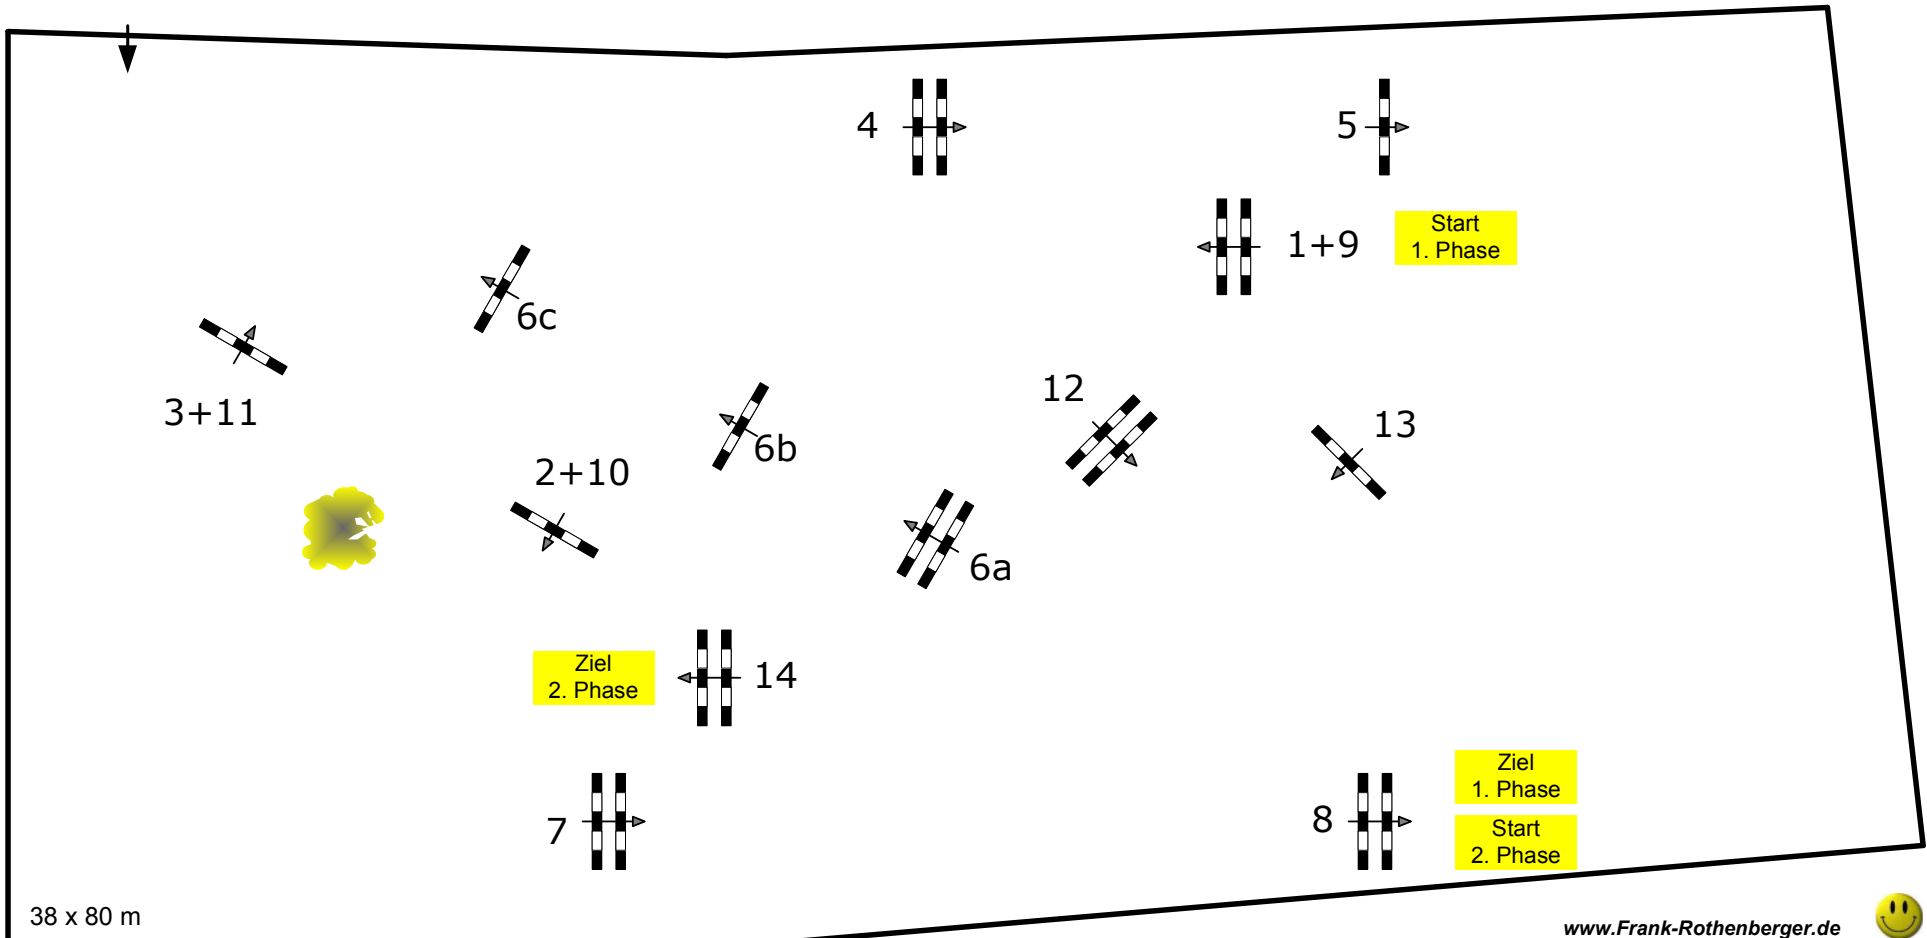 4
5
1+9
Start
1. Phase
6c
3+11
12
13
6b
2+10
6a
Ziel
2. Phase
14
Ziel
1. Phase
7
8
Start
2. Phase
38 x 80 m
www.Frank-Rothenberger.de